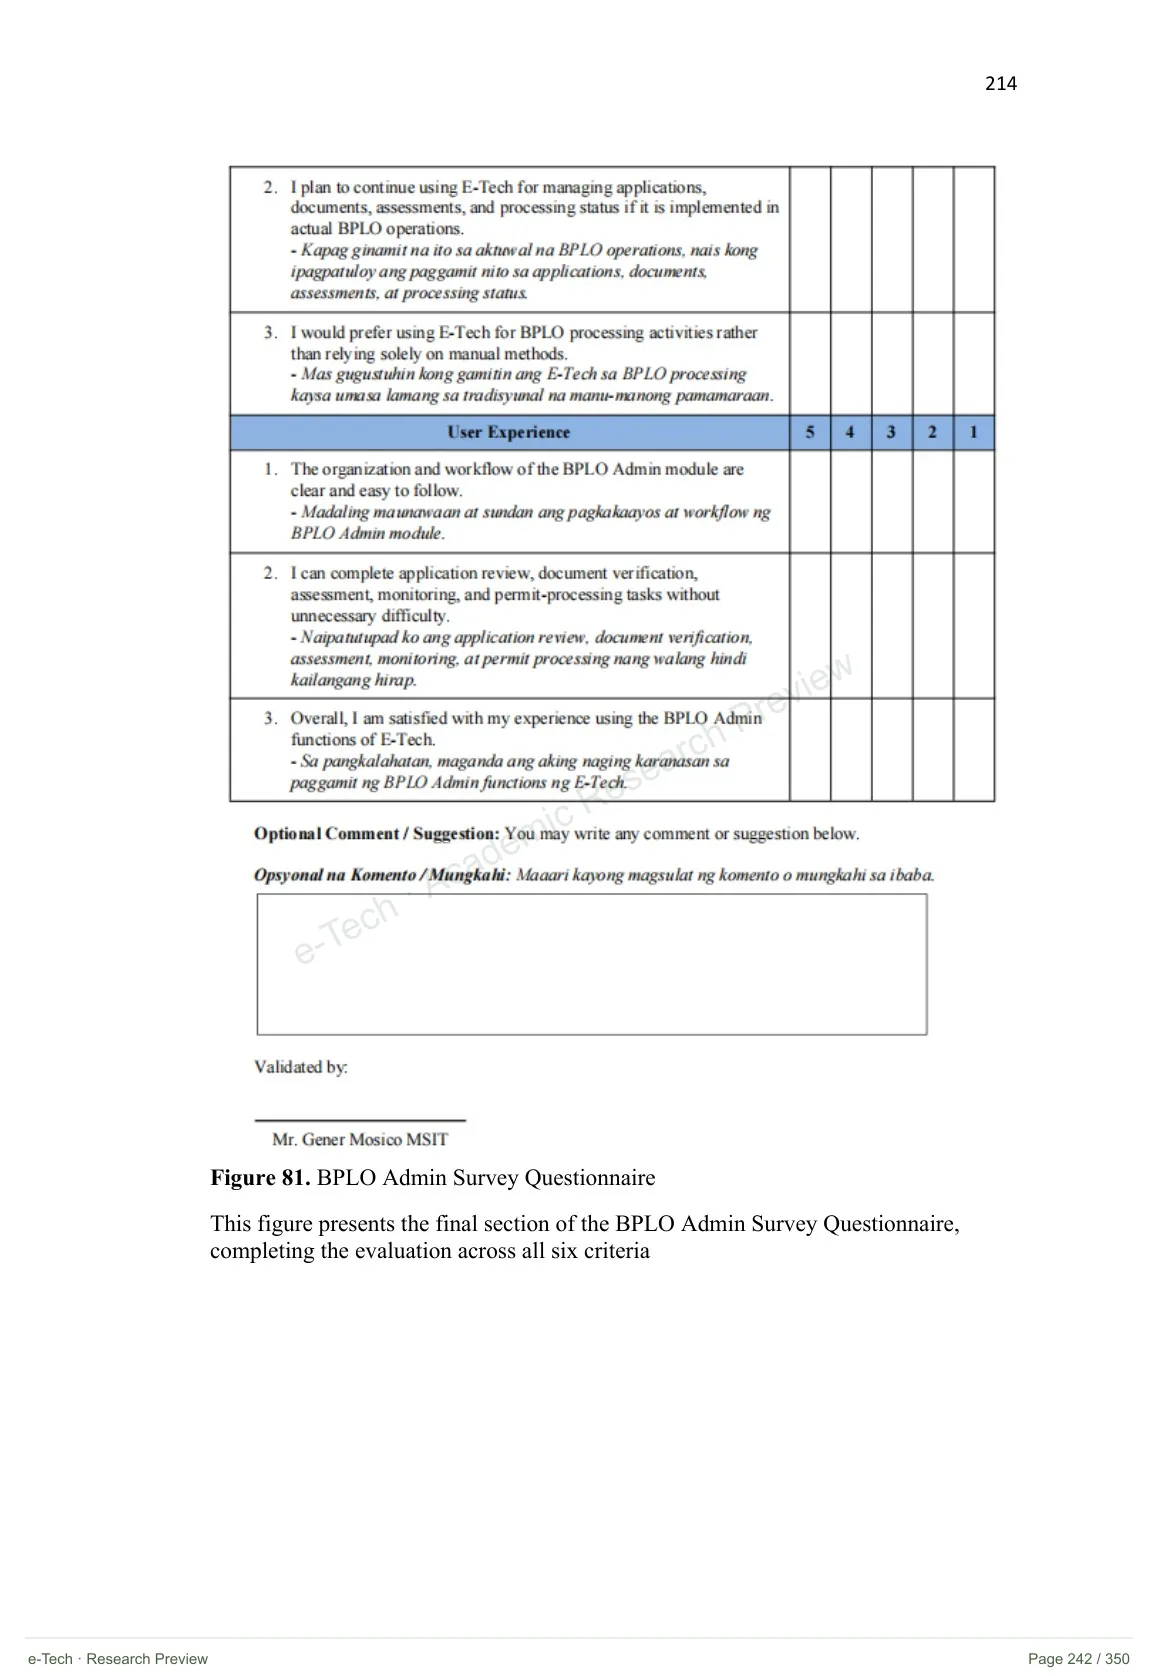 214
2. I plan to continue using E-Tech for managing applications,
documents, assessments, and processing status if it is implemented in
actual BPLO operations.
- Kapag ginamit na ito sa aktuwal na BPLO operations, nais kong
ipagpatuloy ang paggamit nito sa applications, documents,
assessments, at processing status.
3. I would prefer using E-Tech for BPLO processing activities rather
than relying solely on manual methods.
- Mas gugustuhin kong gamitin ang E-Tech sa BPLO processing
kaysa umasa lamang sa tradisyunal na manu-manong pamamaraan.
User Experience 5 4 3 2 1
1. The organization and workflow of the BPLO Admin module are
clear and easy to follow.
- Madaling maunawaan at sundan ang pagkakaayos at workflow ng
BPLO Admin module.
2. I can complete application review, document verification,
assessment, monitoring, and permit-processing tasks without
unnecessary difficulty.
- Naipatutupad ko ang application review, document verification,
assessment, monitoring, at permit processing nang walang hindi
kailangang hirap.
3. Overall, I am satisfied with my experience using the BPLO Admin
functions of E-Tech.
- Sa pangkalahatan, maganda ang aking naging karanasan sa
paggamit ng BPLO Admin functions ng E-Tech.
Optional Comment / Suggestion: You may write any comment or suggestion below.
Opsyonal na Komento / Mungkahi: Maaari kayong magsulat ng komento o mungkahi sa ibaba.
e-Tech · Academic Research Preview
Validated by:
Mr. Gener Mosico MSIT
Figure 81. BPLO Admin Survey Questionnaire
This figure presents the final section of the BPLO Admin Survey Questionnaire,
completing the evaluation across all six criteria
e-Tech · Research Preview
Page 242 / 350